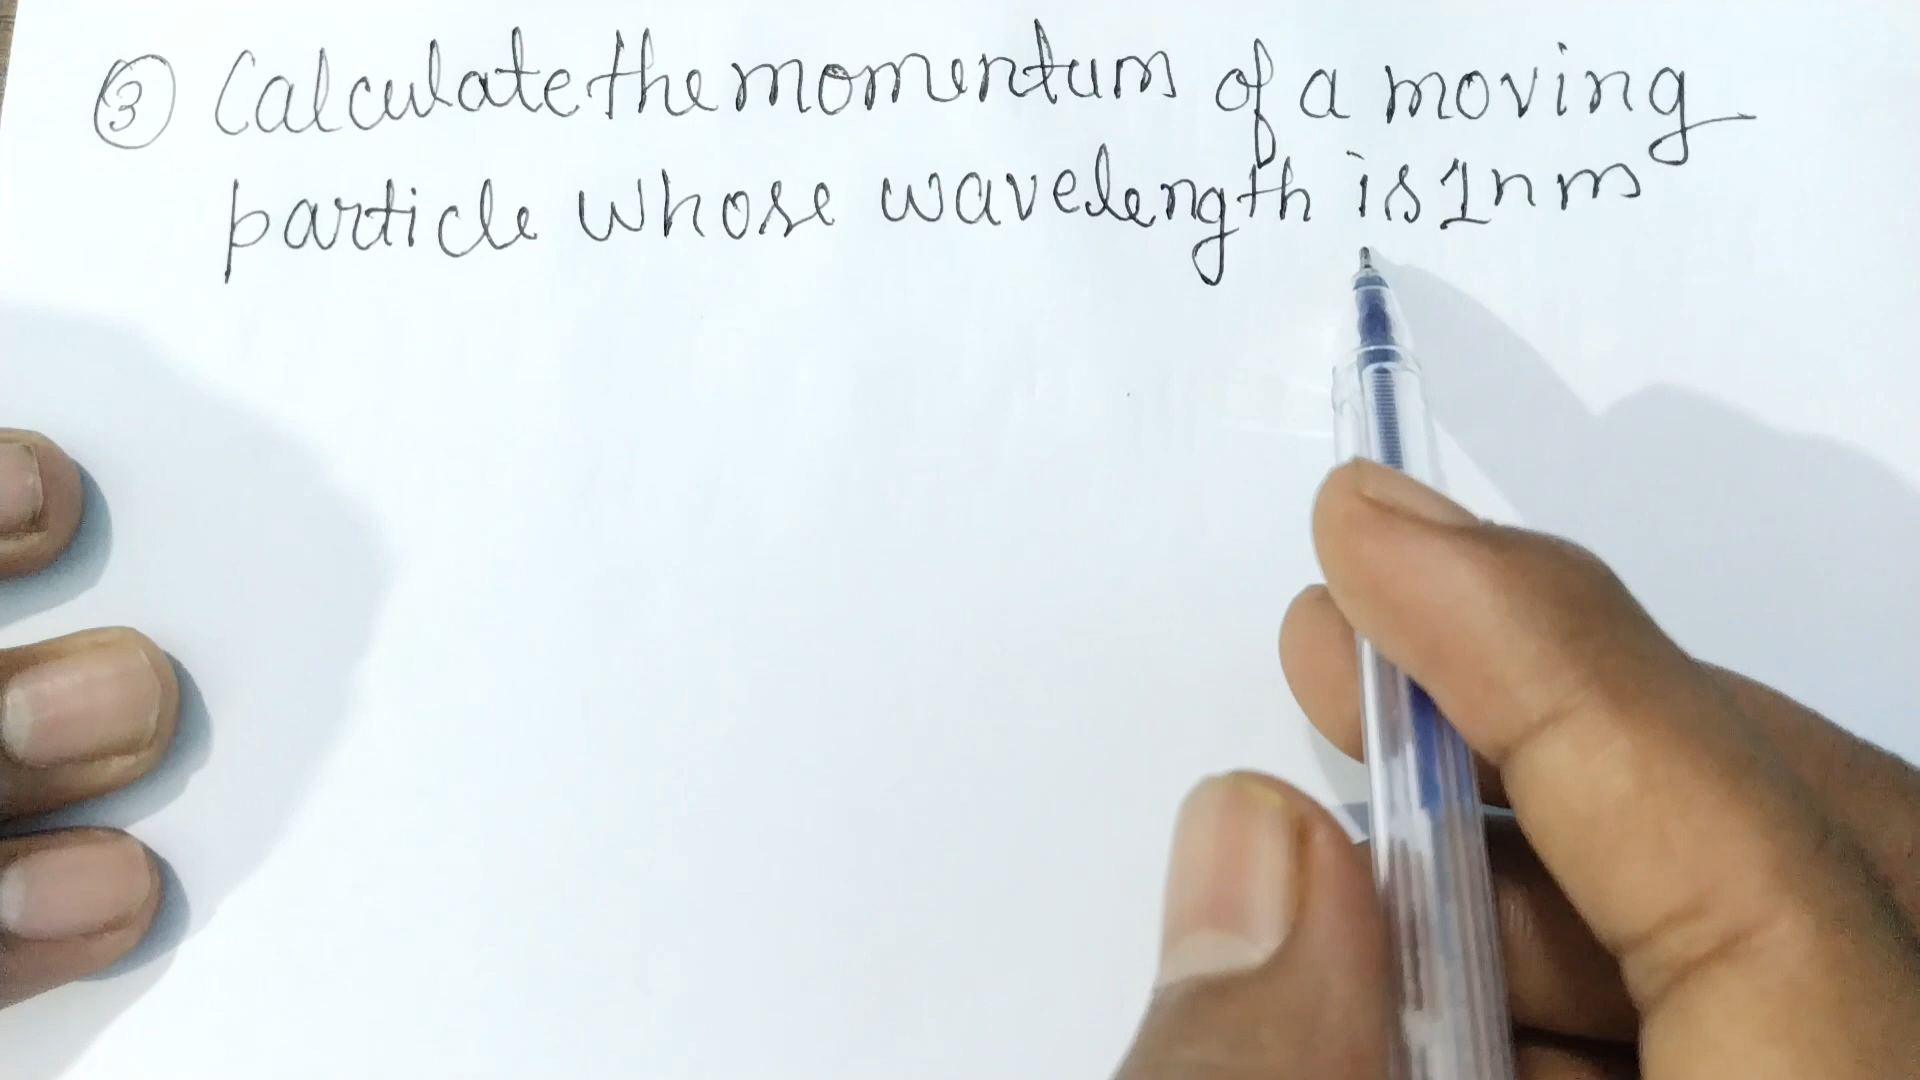 ③ Calculate the momentum of a moving
particle whose wavelength is 1nm